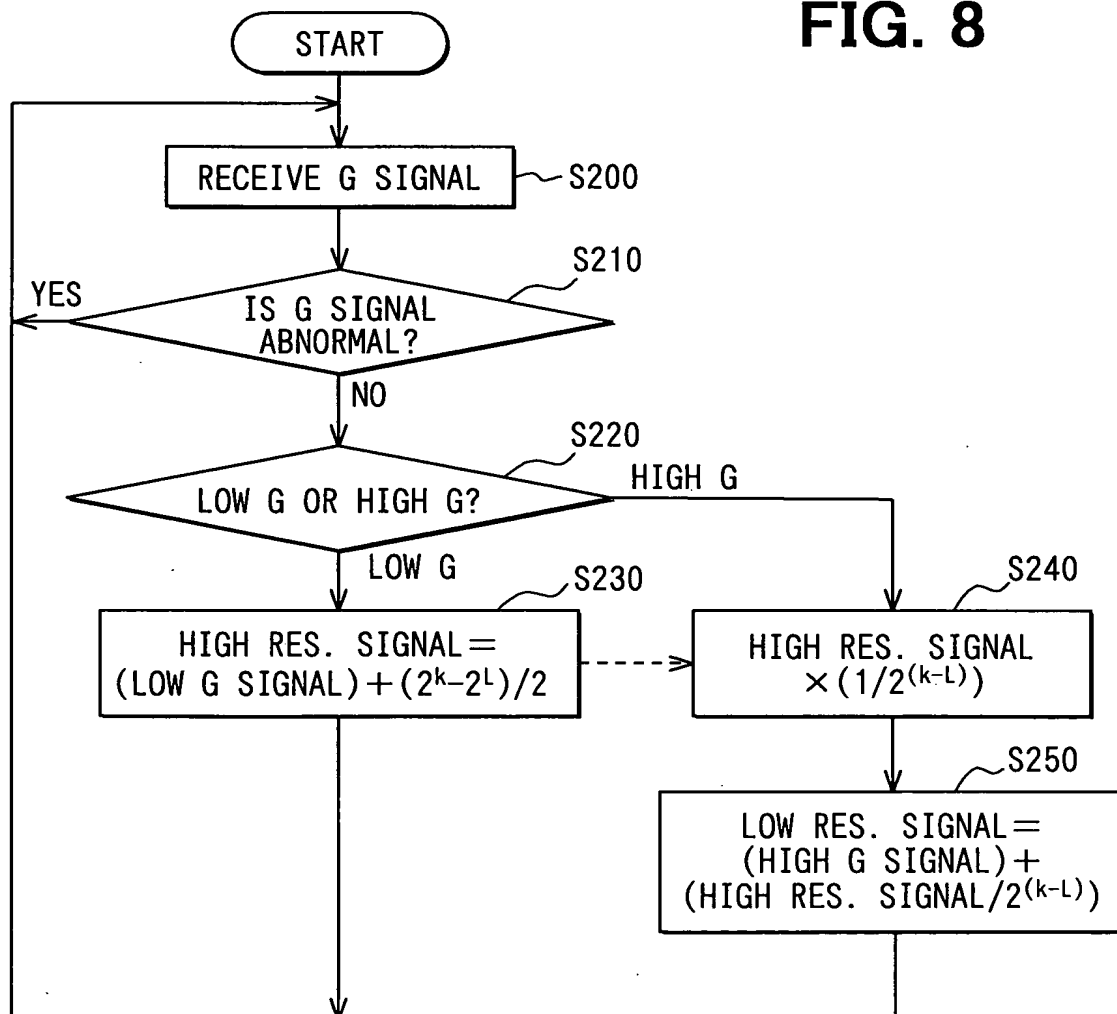 FIG. 8
START
RECEIVE G SIGNAL
S200
S210
YES
IS G SIGNAL
ABNORMAL?
NO
S220
HIGH G
LOW G OR HIGH G?
LOW G
S230
S240
HIGH RES. SIGNAL=
(LOW G SIGNAL)+(2^k-2^L)/2
HIGH RES. SIGNAL
×(1/2^(k-L))
S250
LOW RES. SIGNAL=
(HIGH G SIGNAL)+
(HIGH RES. SIGNAL/2^(k-L))